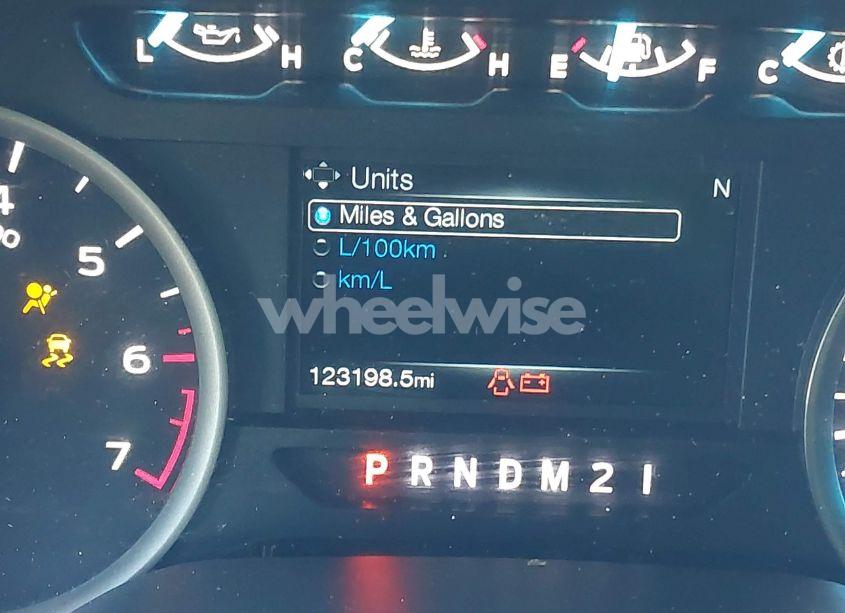 L H C H E F C
Units N
Miles & Gallons
L/100km
km/L
4
5
6
7
wheelwise
123198.5mi
P R N D M 2 1